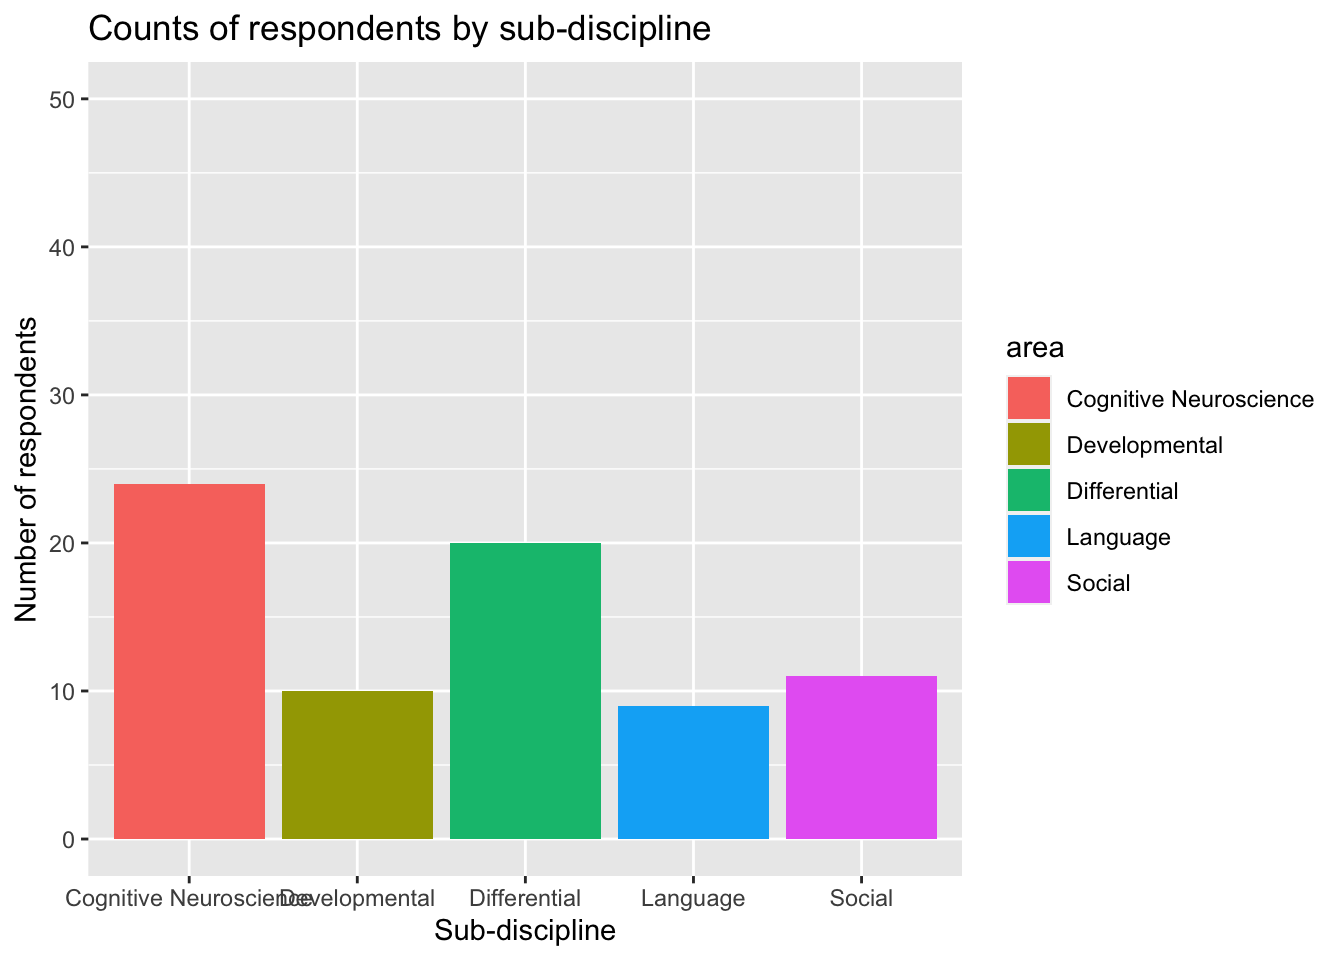 Counts of respondents by sub-discipline
Number of respondents
50
40
30
20
10
0
Cognitive Neuroscience
Developmental
Differential
Language
Social
Sub-discipline
area
Cognitive Neuroscience
Developmental
Differential
Language
Social